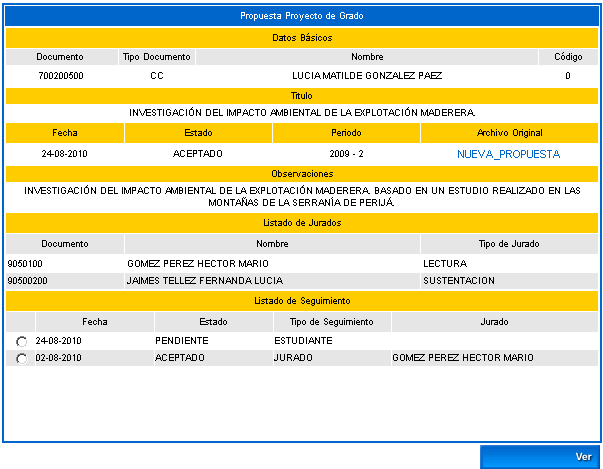 Propuesta Proyecto de Grado
Datos Básicos
Documento Tipo Documento Nombre Código
700200500 CC LUCIA MATILDE GONZALEZ PAEZ 0
Titulo
INVESTIGACIÓN DEL IMPACTO AMBIENTAL DE LA EXPLOTACIÓN MADERERA.
Fecha Estado Periodo Archivo Original
24-08-2010 ACEPTADO 2009 - 2 NUEVA_PROPUESTA
Observaciones
INVESTIGACIÓN DEL IMPACTO AMBIENTAL DE LA EXPLOTACIÓN MADERERA. BASADO EN UN ESTUDIO REALIZADO EN LAS
MONTAÑAS DE LA SERRANÍA DE PERIJÁ.
Listado de Jurados
Documento Nombre Tipo de Jurado
9050100 GOMEZ PEREZ HECTOR MARIO LECTURA
90500200 JAIMES TELLEZ FERNANDA LUCIA SUSTENTACION
Listado de Seguimiento
Fecha Estado Tipo de Seguimiento Jurado
24-08-2010 PENDIENTE ESTUDIANTE
02-08-2010 ACEPTADO JURADO GOMEZ PEREZ HECTOR MARIO
Ver